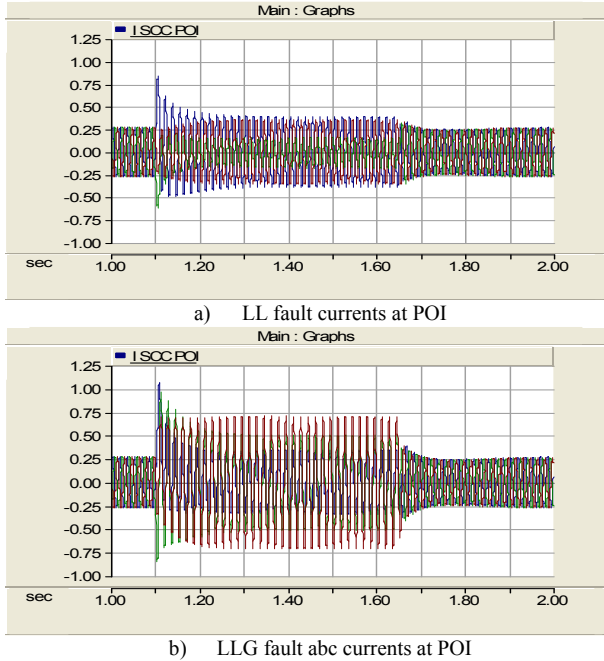 Main : Graphs
I SCC POI
1.25
1.00
0.75
0.50
0.25
0.00
-0.25
-0.50
-0.75
-1.00
sec 1.00 1.20 1.40 1.60 1.80 2.00
a) LL fault currents at POI
Main : Graphs
I SCC POI
1.25
1.00
0.75
0.50
0.25
0.00
-0.25
-0.50
-0.75
-1.00
sec 1.00 1.20 1.40 1.60 1.80 2.00
b) LLG fault abc currents at POI